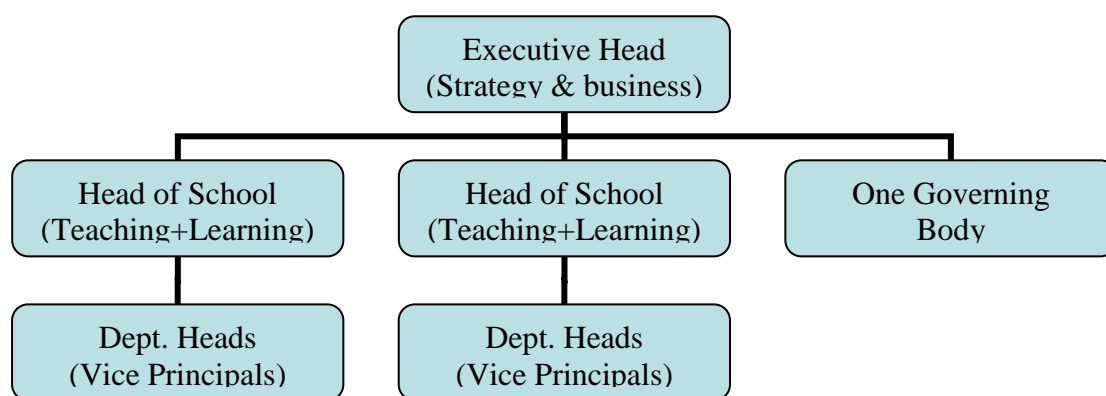 Executive Head
(Strategy & business)
Head of School
(Teaching+Learning)
Head of School
(Teaching+Learning)
One Governing
Body
Dept. Heads
(Vice Principals)
Dept. Heads
(Vice Principals)